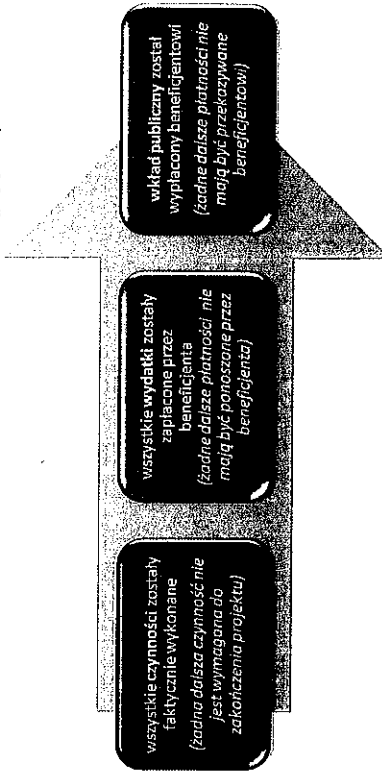 wszystkie czynności zostały
faktycznie wykonane
(żadna dalsza czynność nie
jest wymagana do
zakończenia projektu)
wszystkie wydatki zostały
zapłacone przez
beneficjenta
(żadne dalsze płatności nie
mają być ponoszone przez
beneficjenta)
wkład publiczny został
wypłacony beneficjentowi
(żadne dalsze płatności nie
mają być przekazywane
beneficjentowi)